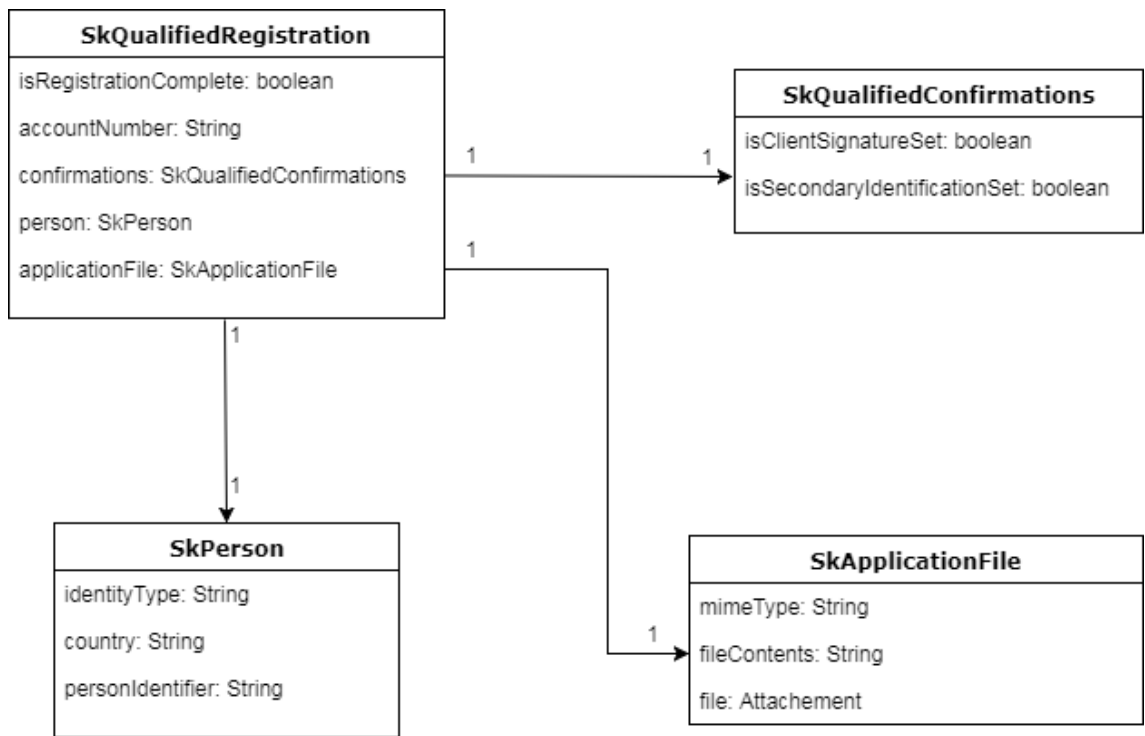 SkQualifiedRegistration
isRegistrationComplete: boolean
accountNumber: String
confirmations: SkQualifiedConfirmations
person: SkPerson
applicationFile: SkApplicationFile
1
1
SkQualifiedConfirmations
isClientSignatureSet: boolean
isSecondaryIdentificationSet: boolean
1
1
1
1
SkPerson
identityType: String
country: String
personIdentifier: String
SkApplicationFile
mimeType: String
fileContents: String
file: Attachement